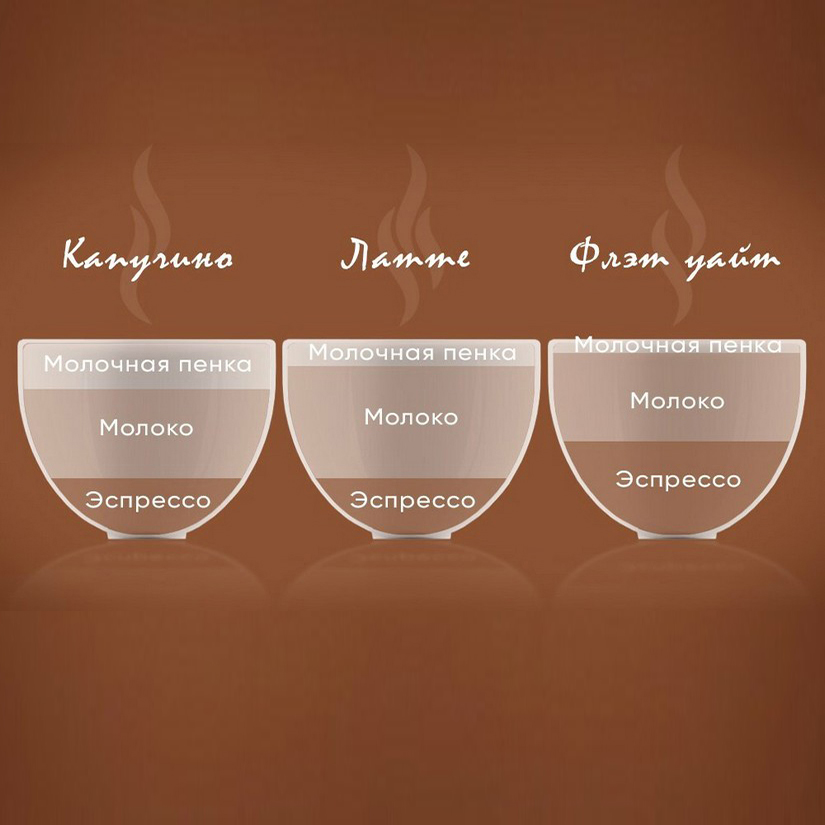 Капучино
Латте
Флэт уайт
Молочная пенка
Молоко
Эспрессо
Молочная пенка
Молоко
Эспрессо
Молочная пенка
Молоко
Эспрессо